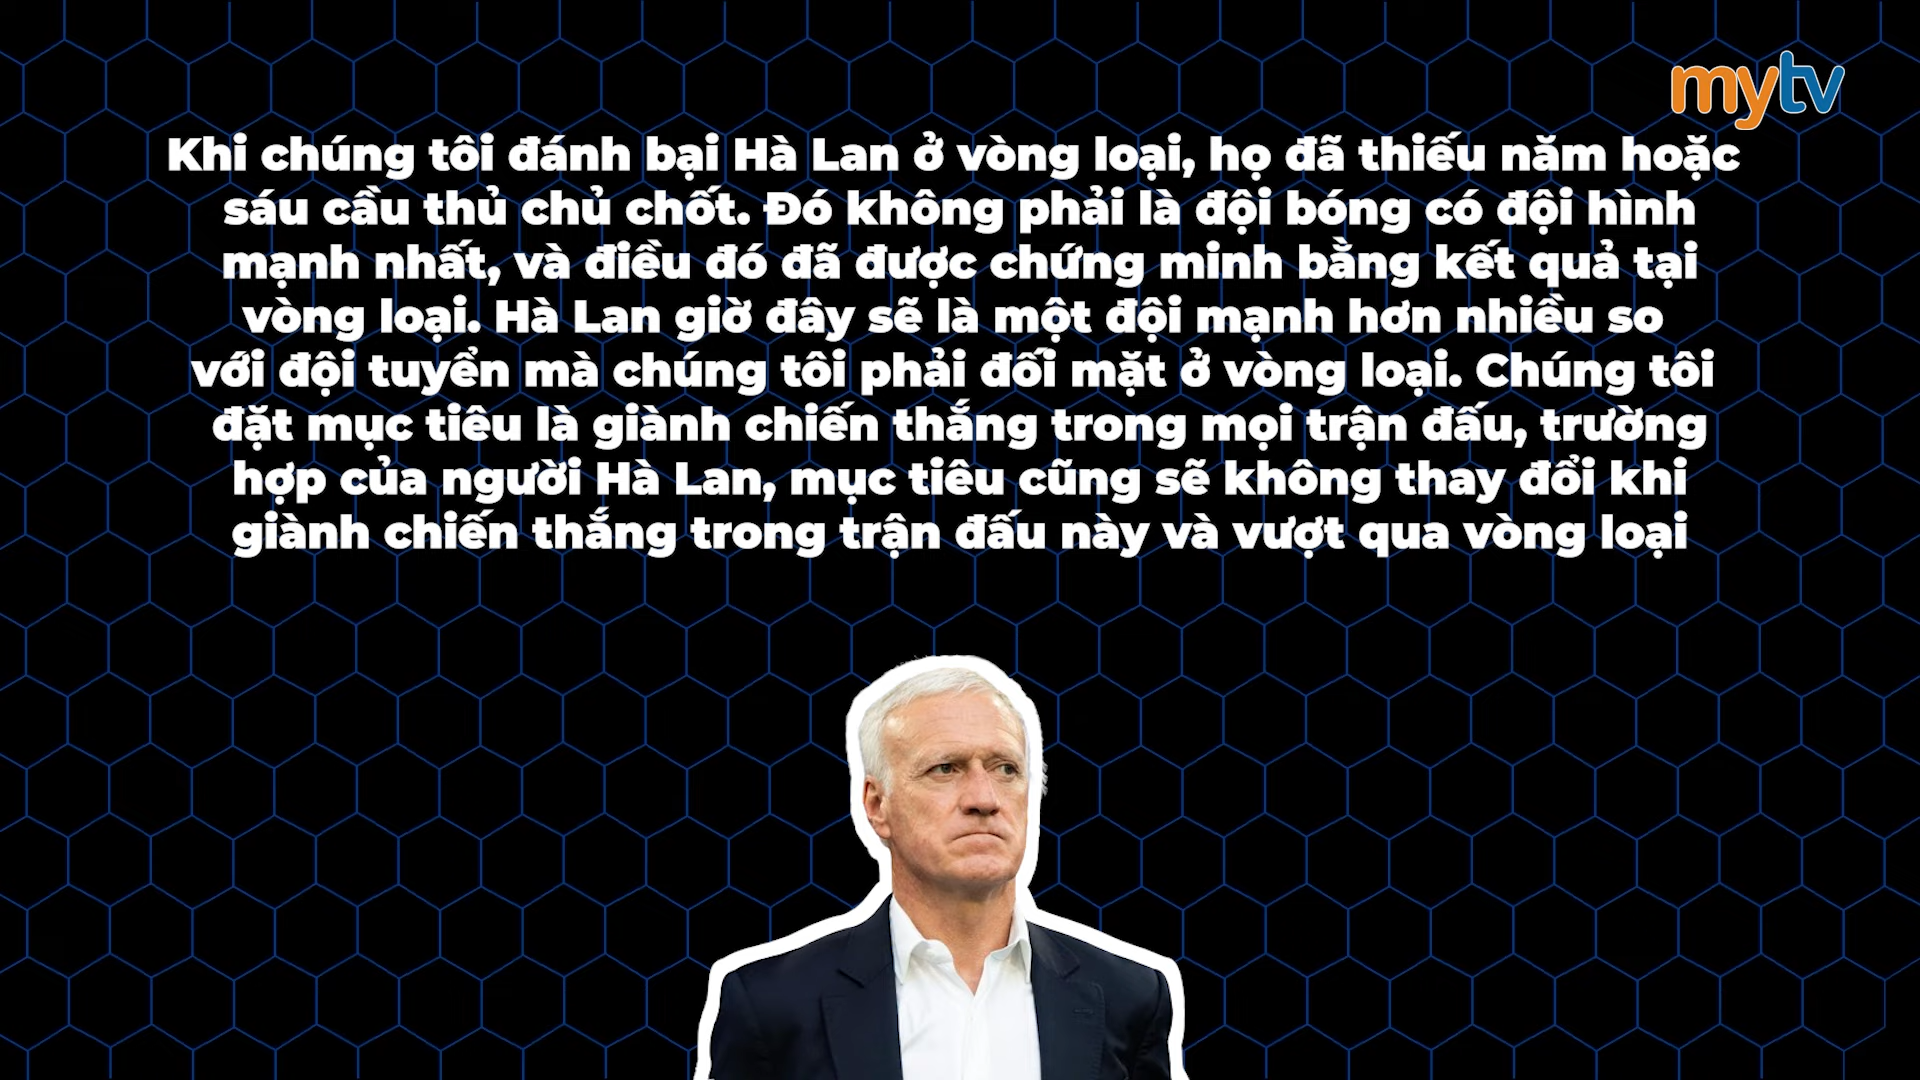 mytv
Khi chúng tôi đánh bại Hà Lan ở vòng loại, họ đã thiếu năm hoặc
sáu cầu thủ chủ chốt. Đó không phải là đội bóng có đội hình
mạnh nhất, và điều đó đã được chứng minh bằng kết quả tại
vòng loại. Hà Lan giờ đây sẽ là một đội mạnh hơn nhiều so
với đội tuyển mà chúng tôi phải đối mặt ở vòng loại. Chúng tôi
đặt mục tiêu là giành chiến thắng trong mọi trận đấu, trường
hợp của người Hà Lan, mục tiêu cũng sẽ không thay đổi khi
giành chiến thắng trong trận đấu này và vượt qua vòng loại